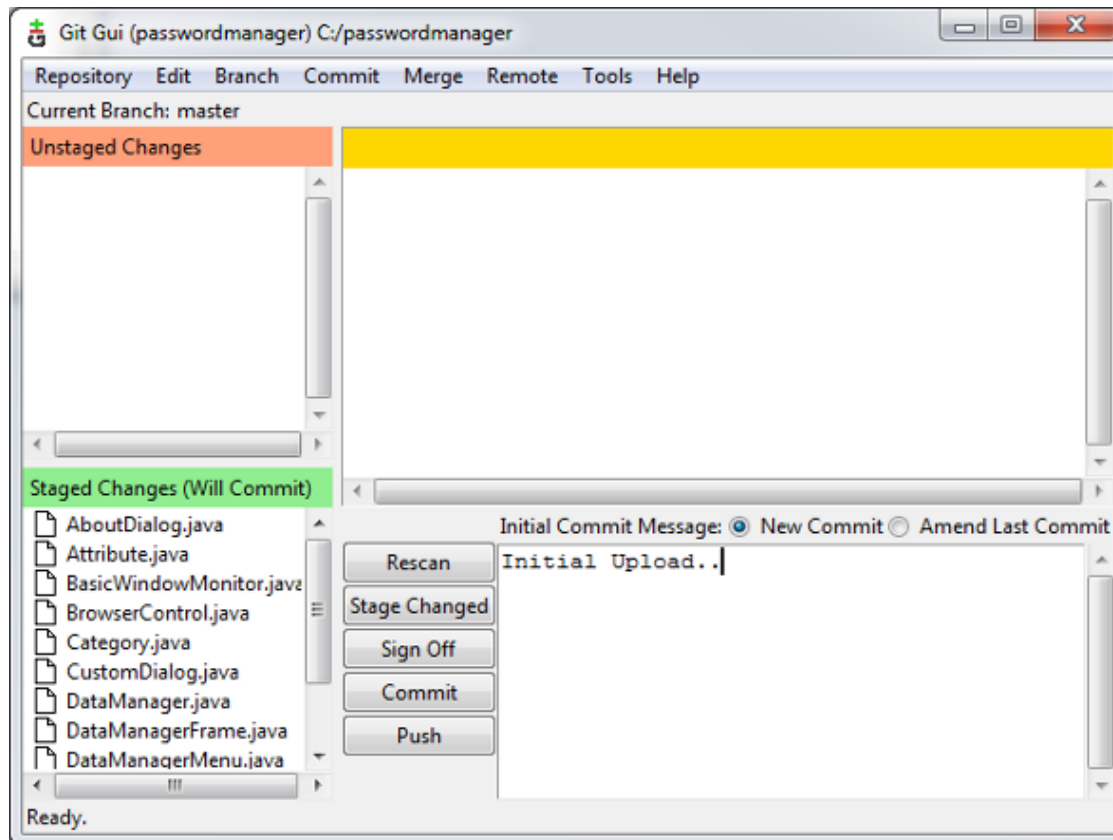 Git Gui (passwordmanager) C:/passwordmanager
Repository Edit Branch Commit Merge Remote Tools Help
Current Branch: master
Unstaged Changes
Staged Changes (Will Commit)
AboutDialog.java
Attribute.java
BasicWindowMonitor.java
BrowserControl.java
Category.java
CustomDialog.java
DataManager.java
DataManagerFrame.java
DataManagerMenu.java
Rescan
Stage Changed
Sign Off
Commit
Push
Initial Commit Message: New Commit Amend Last Commit
Initial Upload..
Ready.